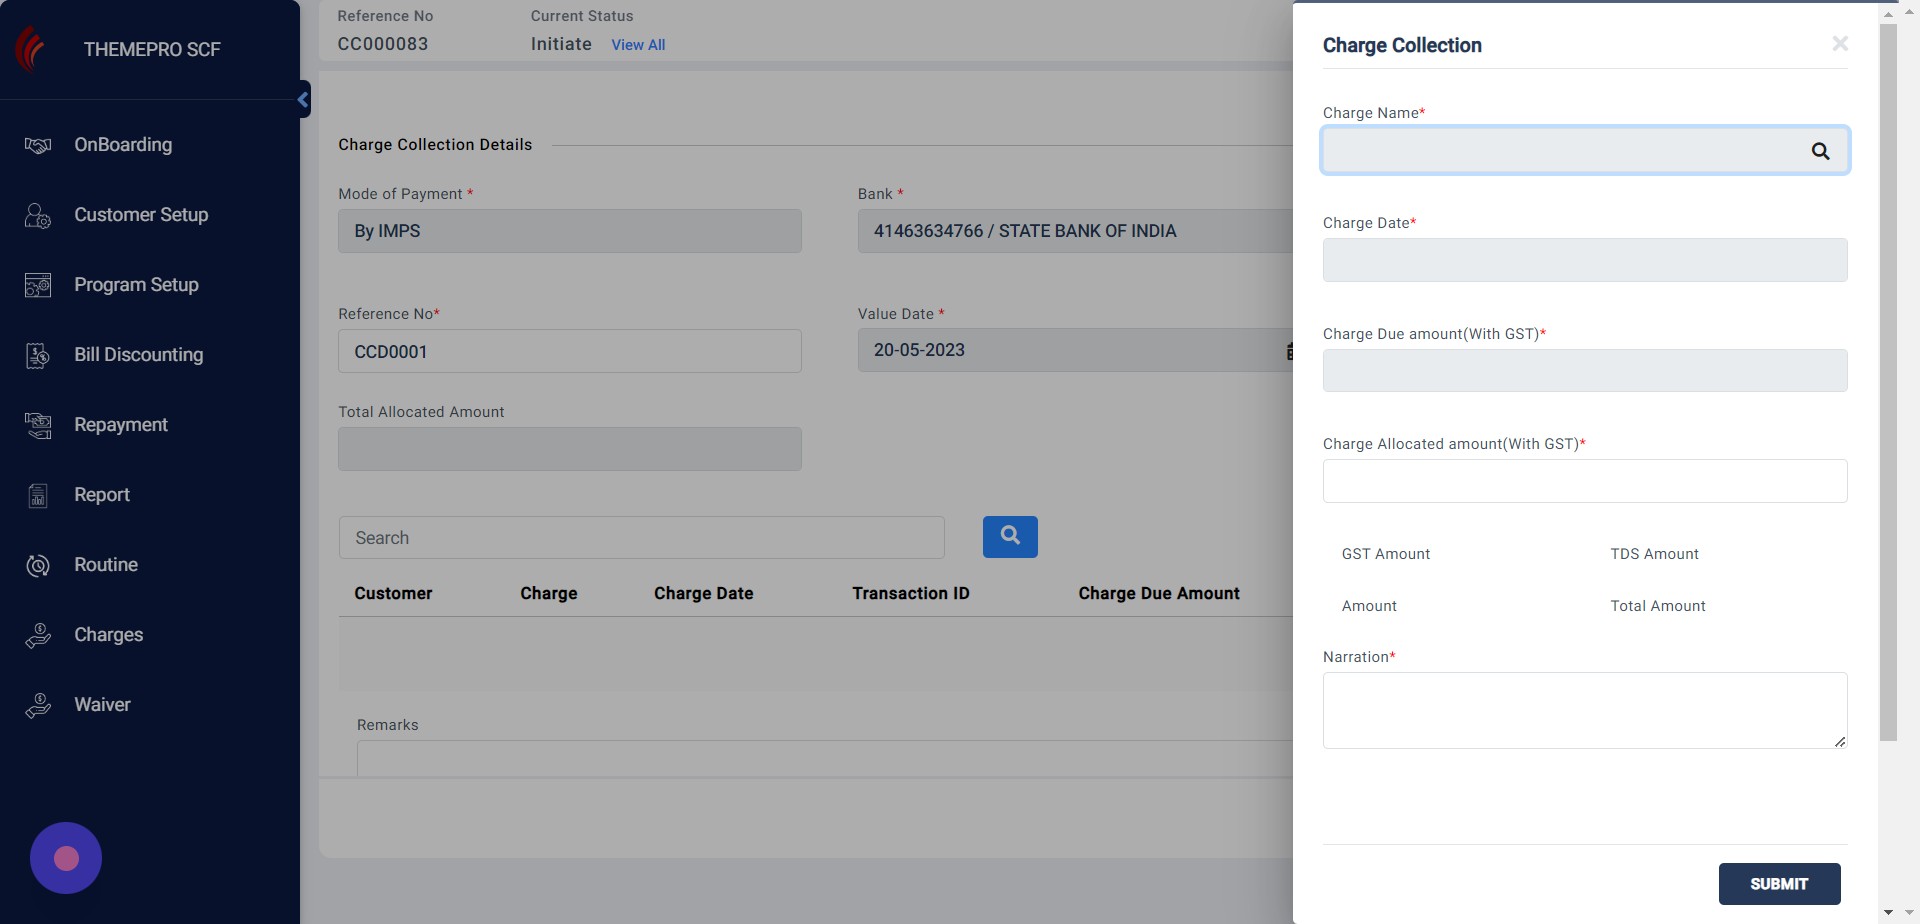 THEMEPRO SCF
OnBoarding
Customer Setup
Program Setup
Bill Discounting
Repayment
Report
Routine
Charges
Waiver
Reference No
Current Status
CC000083
Initiate View All
Charge Collection Details
Mode of Payment *
Bank *
By IMPS
41463634766 / STATE BANK OF INDIA
Reference No*
Value Date *
CCD0001
20-05-2023
Total Allocated Amount
Search
Customer Charge Charge Date Transaction ID Charge Due Amount
Remarks
Charge Collection
Charge Name*
Charge Date*
Charge Due amount(With GST)*
Charge Allocated amount(With GST)*
GST Amount TDS Amount
Amount Total Amount
Narration*
SUBMIT